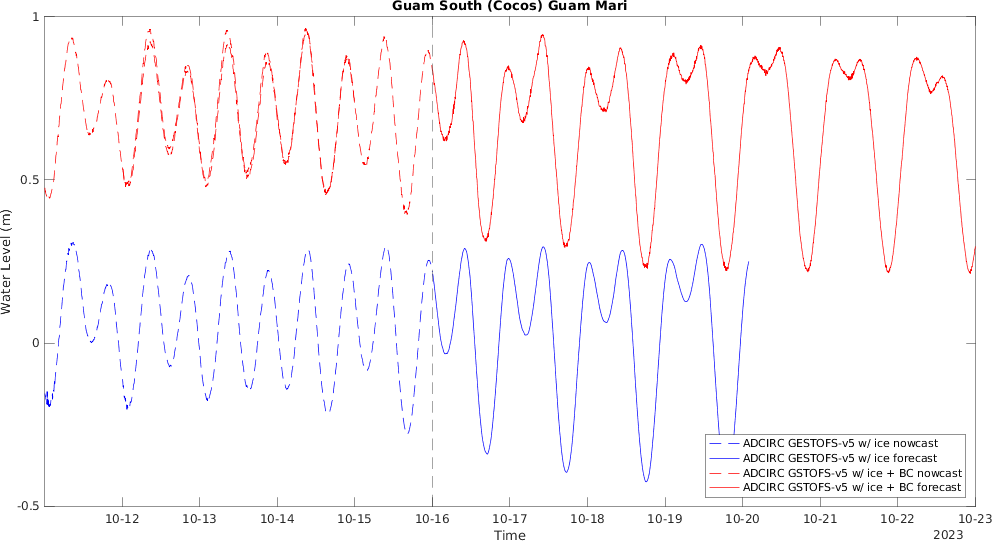 Guam South (Cocos) Guam Mari
1
0.5
0
-0.5
Water Level (m)
10-12
10-13
10-14
10-15
10-16
10-17
10-18
10-19
10-20
10-21
10-22
10-23
Time
2023
ADCIRC GESTOFS-v5 w/ ice nowcast
ADCIRC GESTOFS-v5 w/ ice forecast
ADCIRC GSTOFS-v5 w/ ice + BC nowcast
ADCIRC GSTOFS-v5 w/ ice + BC forecast